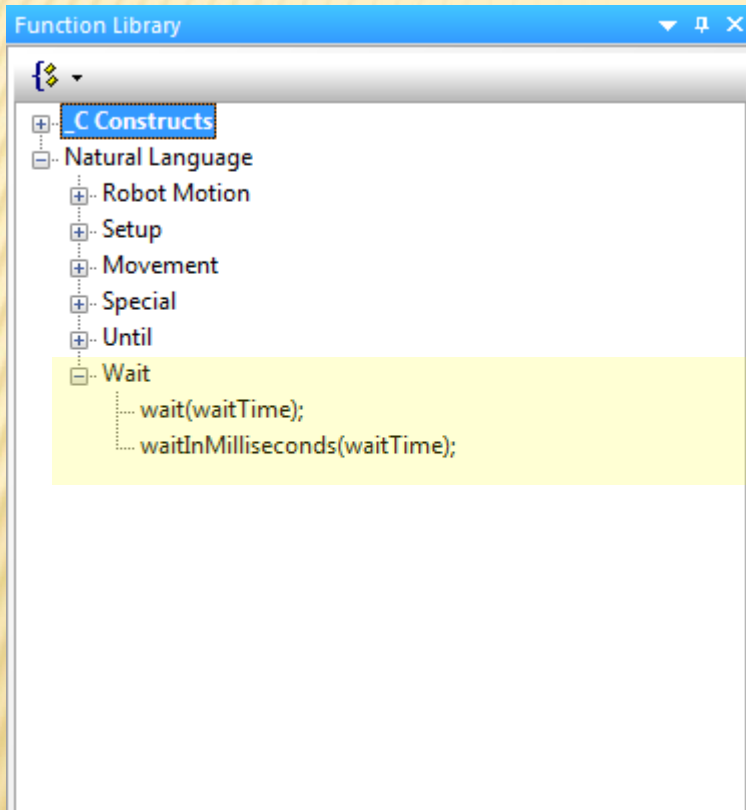 Function Library
_C Constructs
Natural Language
Robot Motion
Setup
Movement
Special
Until
Wait
wait(waitTime);
waitInMilliseconds(waitTime);